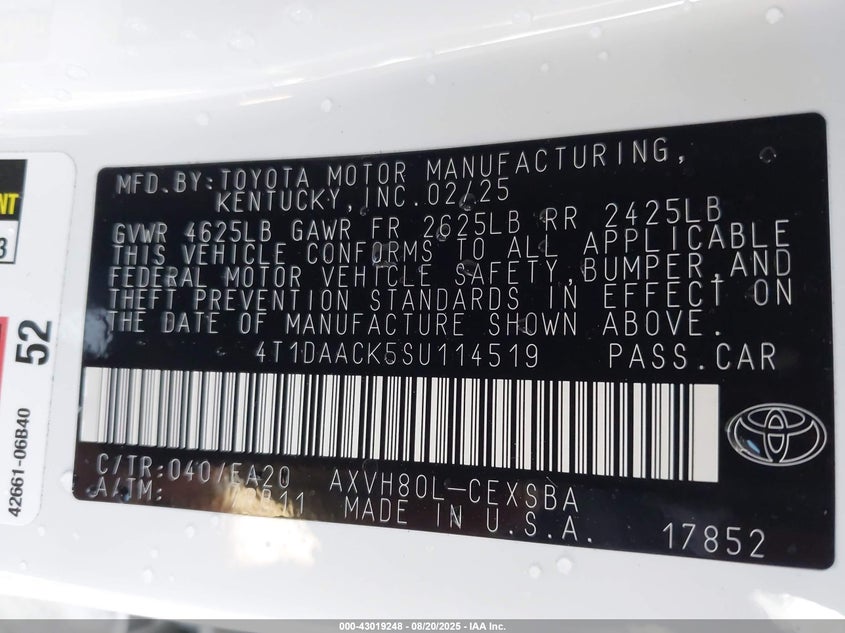 MFD.BY:TOYOTA MOTOR MANUFACTURING,
KENTUCKY,INC.02/25
GVWR 4625LB GAWR FR 2625LB RR 2425LB
THIS VEHICLE CONFORMS TO ALL APPLICABLE
FEDERAL MOTOR VEHICLE SAFETY,BUMPER,AND
THEFT PREVENTION STANDARDS IN EFFECT ON
THE DATE OF MANUFACTURE SHOWN ABOVE.
4T1DAACK5SU114519 PASS.CAR
C/TR:040/EA20 AXVH80L-CEXSBA
A/TM: MADE IN U.S.A. 17852
52
42661-06B40
000-43019248 - 08/20/2025 - IAA Inc.